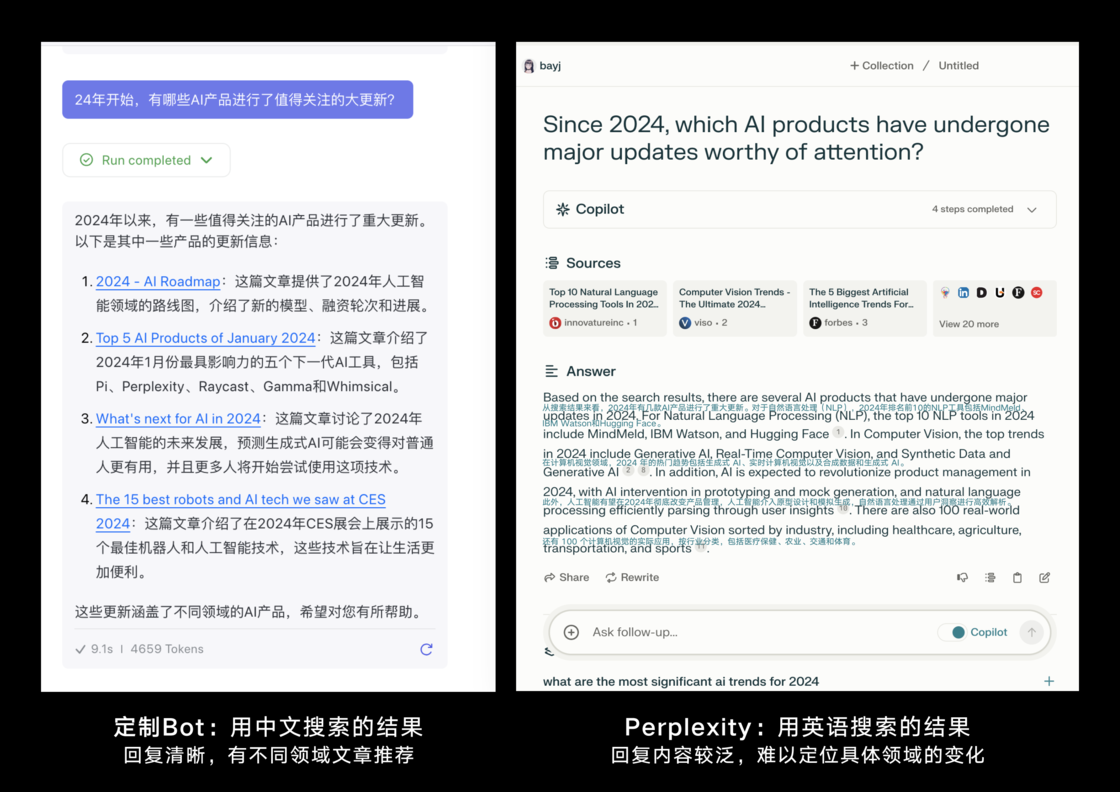 24年开始，有哪些AI产品进行了值得关注的大更新?
Run completed
2024年以来，有一些值得关注的AI产品进行了重大更新。
以下是其中一些产品的更新信息：
1. 2024 - AI Roadmap：这篇文章提供了2024年人工智
能领域的路线图，介绍了新的模型、融资轮次和进展。
2. Top 5 AI Products of January 2024：这篇文章介绍了
2024年1月份最具影响力的五个下一代AI工具，包括
Pi、Perplexity、Raycast、Gamma和Whimsical。
3. What's next for AI in 2024：这篇文章讨论了2024年
人工智能的未来发展，预测生成式AI可能会变得对普通
人更有用，并且更多人将开始尝试使用这项技术。
4. The 15 best robots and AI tech we saw at CES
2024：这篇文章介绍了在2024年CES展会上展示的15
个最佳机器人和人工智能技术，这些技术旨在让生活更
加便利。
这些更新涵盖了不同领域的AI产品，希望对您有所帮助。
9.1s | 4659 Tokens
定制Bot：用中文搜索的结果
回复清晰，有不同领域文章推荐
bayj
+ Collection / Untitled
Since 2024, which AI products have undergone
major updates worthy of attention?
Copilot
4 steps completed
Sources
Top 10 Natural Language
Processing Tools In 202...
innovatureinc • 1
Computer Vision Trends -
The Ultimate 2024...
viso • 2
The 5 Biggest Artificial
Intelligence Trends For...
forbes • 3
View 20 more
Answer
Based on the search results, there are several AI products that have undergone major
从搜索结果来看，2024年有几款AI产品进行了重大更新。对于自然语言处理（NLP），2024年排名前10的NLP工具包括MindMeld、
updates in 2024. For Natural Language Processing (NLP), the top 10 NLP tools in 2024
IBM Watson和Hugging Face。
include MindMeld, IBM Watson, and Hugging Face 1. In Computer Vision, the top trends
in 2024 include Generative AI, Real-Time Computer Vision, and Synthetic Data and
在计算机视觉领域，2024 年的热门趋势包括生成式 AI、实时计算机视觉以及合成数据和生成式 AI。
Generative AI 2 8. In addition, AI is expected to revolutionize product management in
2024, with AI intervention in prototyping and mock generation, and natural language
此外，人工智能有望在2024年彻底改变产品管理，人工智能介入原型设计和模拟生成，自然语言处理通过用户洞察进行高效解析。
processing efficiently parsing through user insights 10. There are also 100 real-world
applications of Computer Vision sorted by industry, including healthcare, agriculture,
还有 100 个计算机视觉的实际应用，按行业分类，包括医疗保健、农业、交通和体育。
transportation, and sports 11.
Share
Rewrite
Ask follow-up...
Copilot
what are the most significant ai trends for 2024
Perplexity：用英语搜索的结果
回复内容较泛，难以定位具体领域的变化